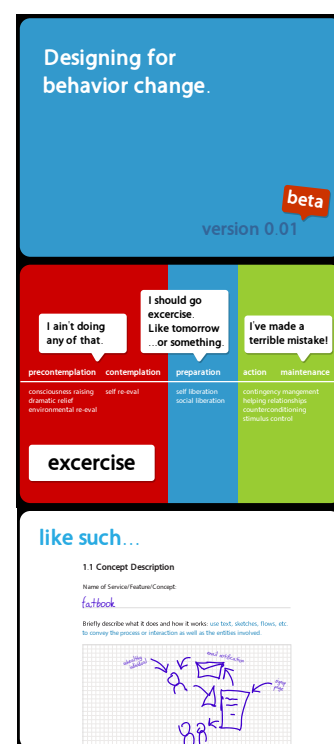 Designing for
behavior change.
beta
version 0.01
I ain't doing
any of that.
I should go
excercise.
Like tomorrow
...or something.
I've made a
terrible mistake!
precontemplation contemplation preparation action maintenance
consciousness raising
dramatic relief
environmental re-eval
self re-eval
self liberation
social liberation
contingency mangement
helping relationships
counterconditioning
stimulus control
excercise
like such...
1.1 Concept Description
Name of Service/Feature/Concept:
fatbook
Briefly describe what it does and how it works: use text, sketches, flows, etc.
to convey the process or interaction as well as the entities involved.
email notification